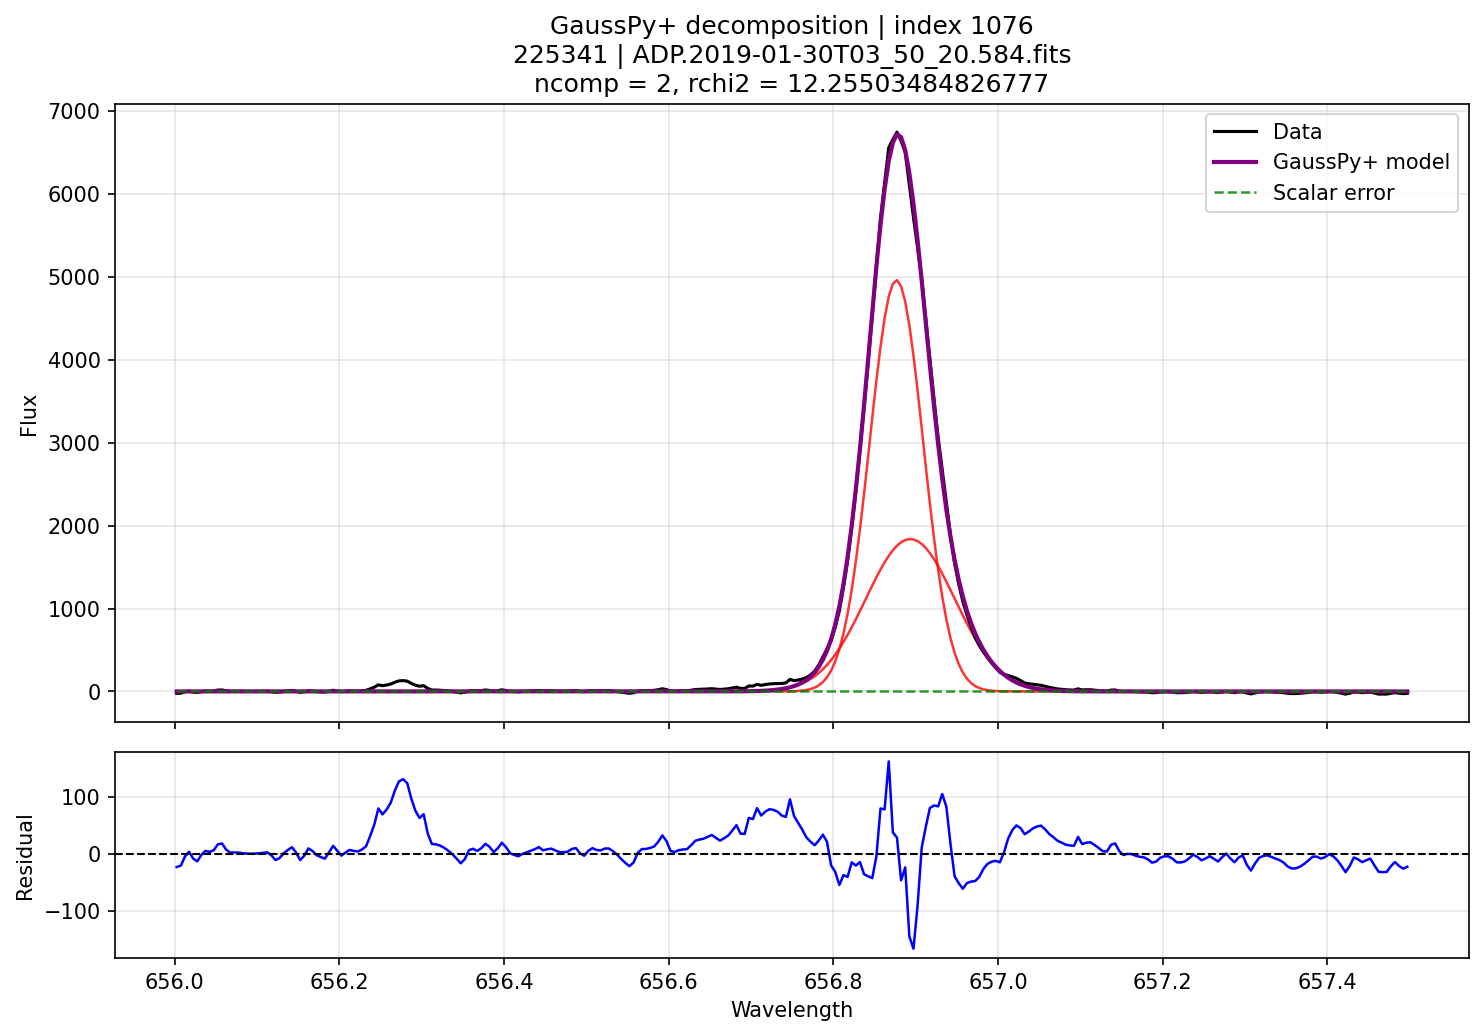 GaussPy+ decomposition | index 1076
225341 | ADP.2019-01-30T03_50_20.584.fits
ncomp = 2, rchi2 = 12.25503484826777
7000
6000
5000
4000
3000
2000
1000
0
Flux
Data
GaussPy+ model
Scalar error
100
0
−100
Residual
656.0
656.2
656.4
656.6
656.8
657.0
657.2
657.4
Wavelength